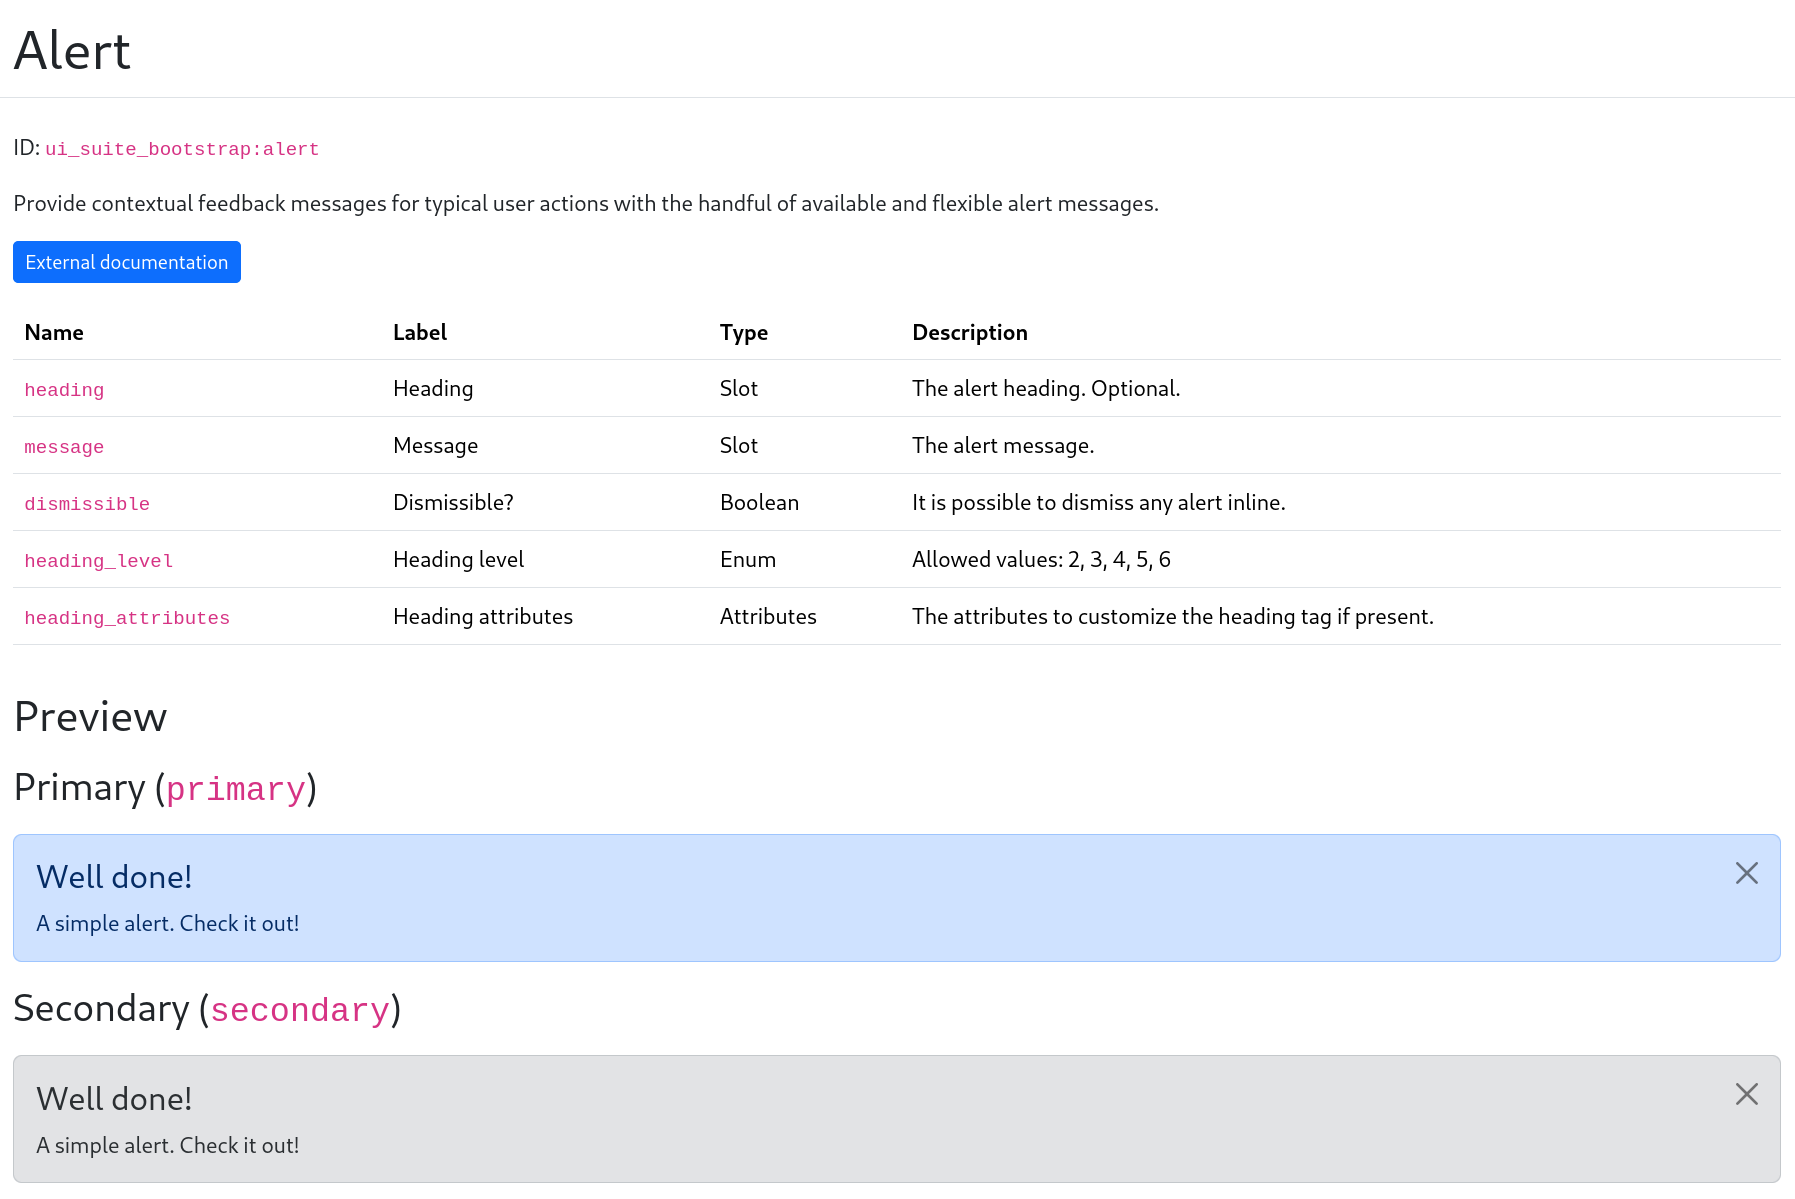 Alert
ID: ui_suite_bootstrap:alert
Provide contextual feedback messages for typical user actions with the handful of available and flexible alert messages.
External documentation
Name Label Type Description
heading Heading Slot The alert heading. Optional.
message Message Slot The alert message.
dismissible Dismissible? Boolean It is possible to dismiss any alert inline.
heading_level Heading level Enum Allowed values: 2, 3, 4, 5, 6
heading_attributes Heading attributes Attributes The attributes to customize the heading tag if present.
Preview
Primary (primary)
Well done!
A simple alert. Check it out!
Secondary (secondary)
Well done!
A simple alert. Check it out!